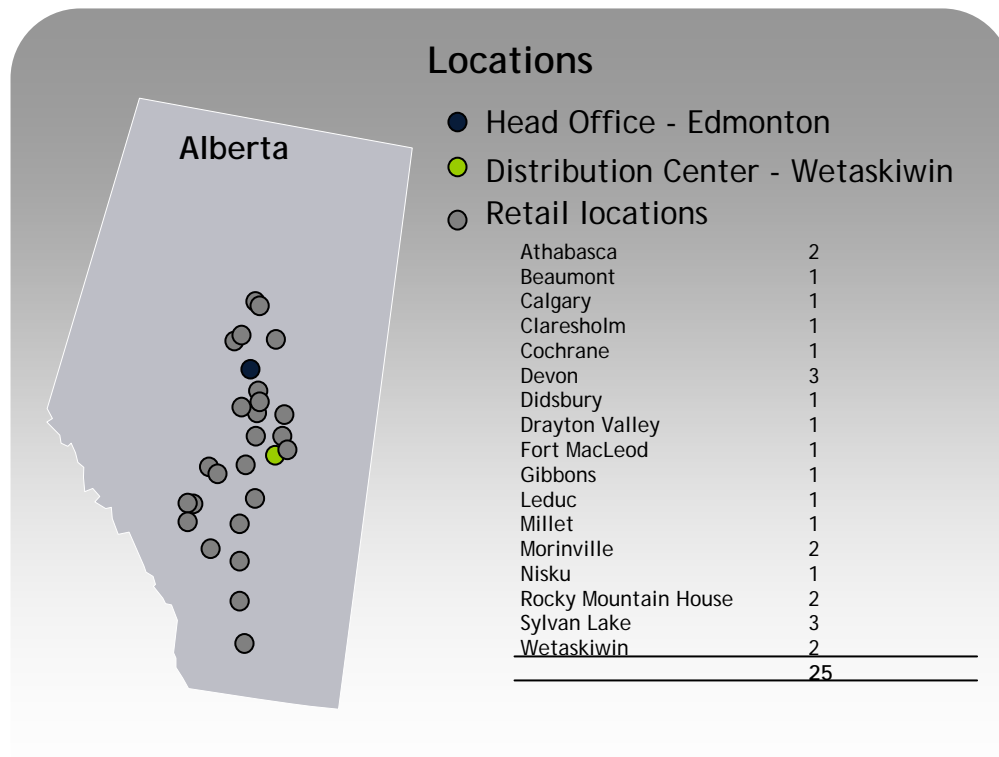 Locations
Alberta
Head Office - Edmonton
Distribution Center - Wetaskiwin
Retail locations
Athabasca 2
Beaumont 1
Calgary 1
Claresholm 1
Cochrane 1
Devon 3
Didsbury 1
Drayton Valley 1
Fort MacLeod 1
Gibbons 1
Leduc 1
Millet 1
Morinville 2
Nisku 1
Rocky Mountain House 2
Sylvan Lake 3
Wetaskiwin 2
25